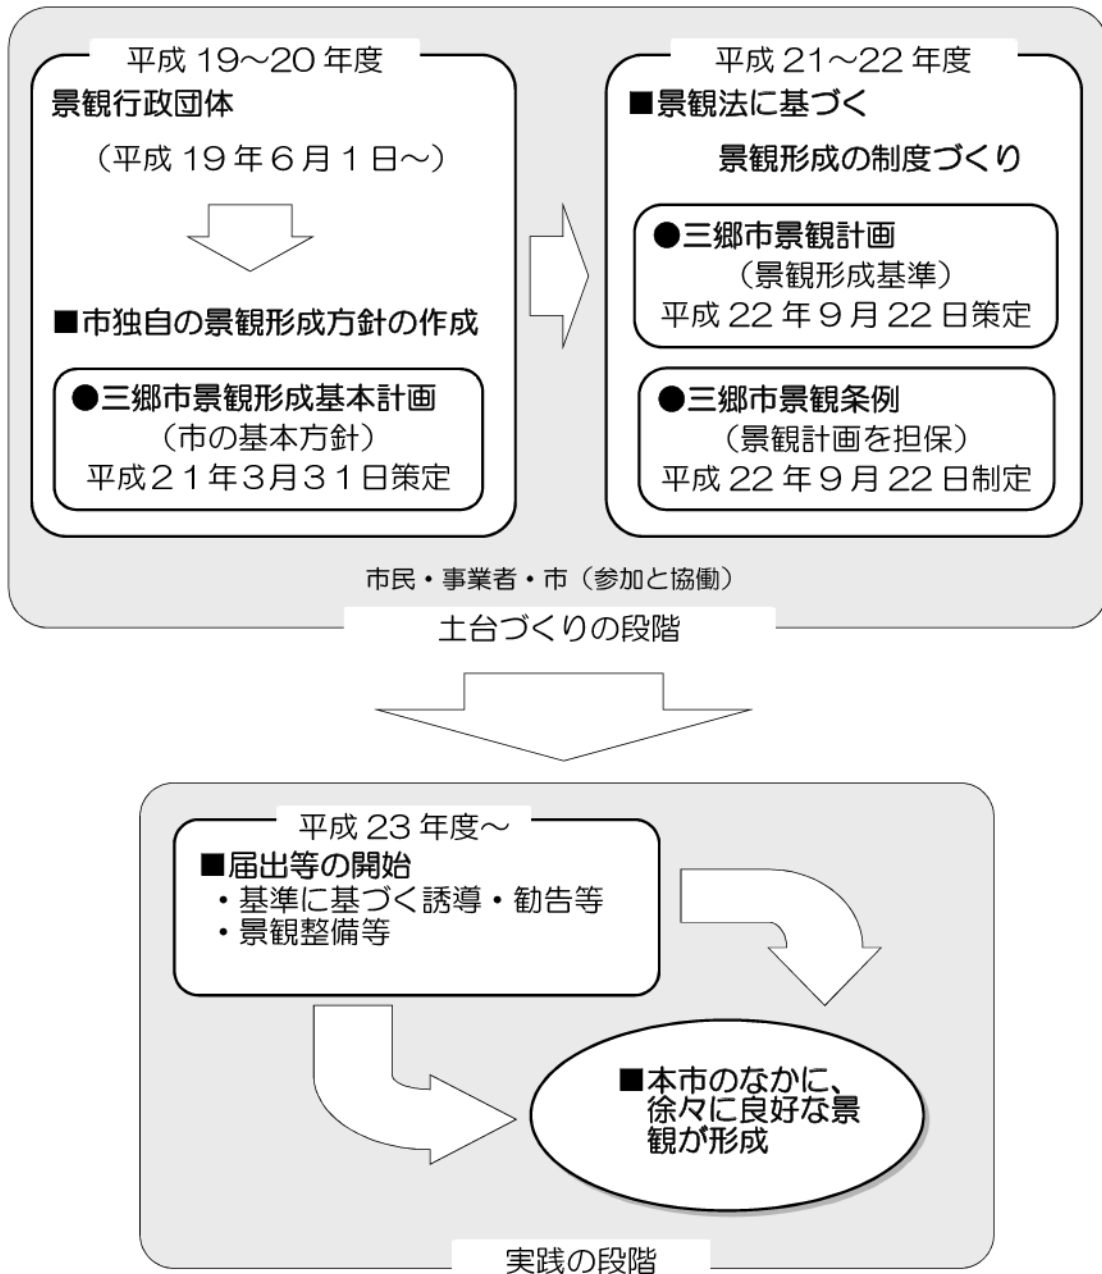 平成 19～20 年度
景観行政団体
（平成 19 年 6 月 1 日～）
■市独自の景観形成方針の作成
●三郷市景観形成基本計画
（市の基本方針）
平成２１年３月３１日策定
平成 21～22 年度
■景観法に基づく
景観形成の制度づくり
●三郷市景観計画
（景観形成基準）
平成 22 年 9 月 22 日策定
●三郷市景観条例
（景観計画を担保）
平成 22 年 9 月 22 日制定
市民・事業者・市（参加と協働）
土台づくりの段階
平成 23 年度～
■届出等の開始
・基準に基づく誘導・勧告等
・景観整備等
■本市のなかに、
徐々に良好な景
観が形成
実践の段階